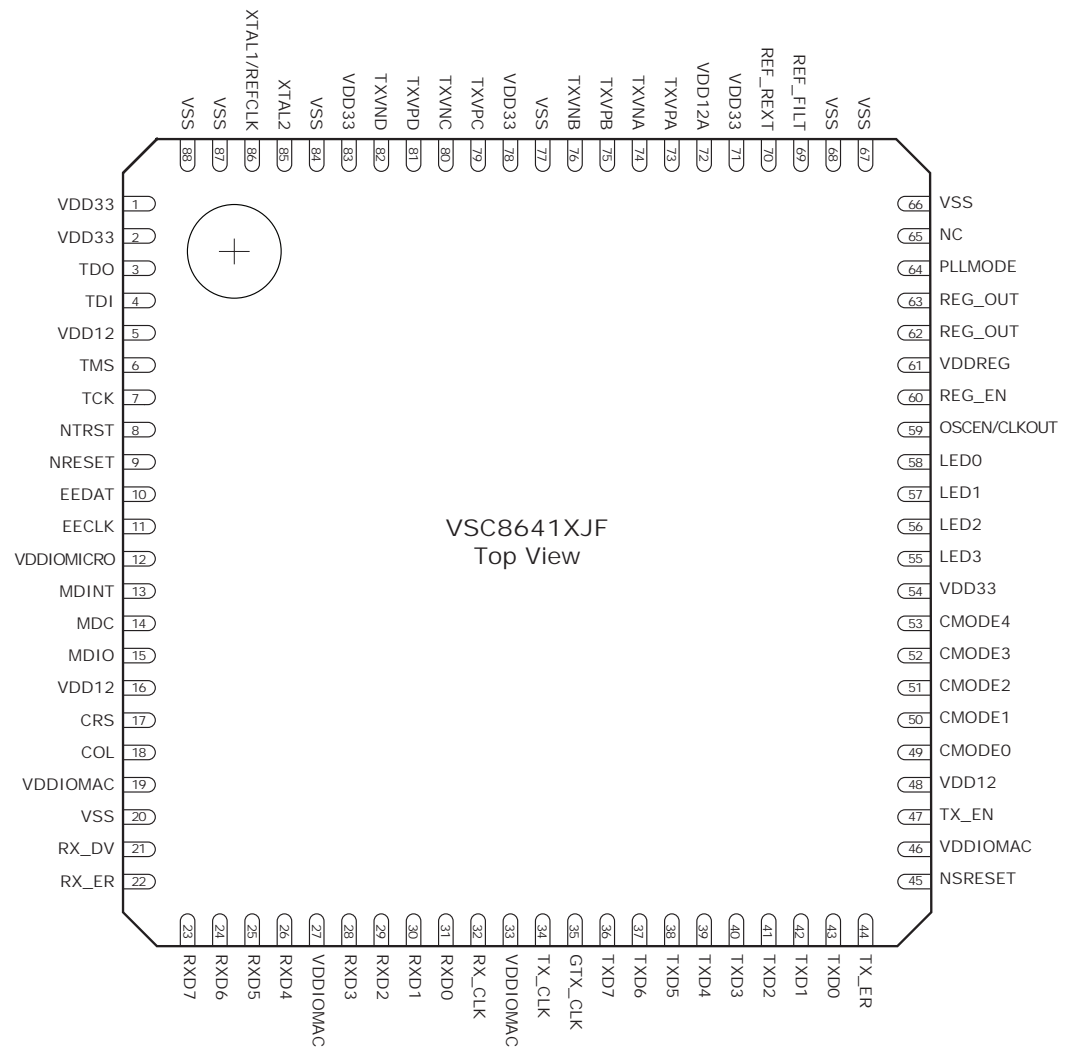 XTAL1/REFCLK
REF_REXT
REF_FILT
VSS
VSS
XTAL2
VSS
VDD33
TXVND
TXVPD
TXVNC
TXVPC
VDD33
VSS
TXVNB
TXVPB
TXVNA
TXVPA
VDD12A
VDD33
VSS
VSS
88
87
86
85
84
83
82
81
80
79
78
77
76
75
74
73
72
71
70
69
68
67
VDD33 1
VDD33 2
TDO 3
TDI 4
VDD12 5
TMS 6
TCK 7
NTRST 8
NRESET 9
EEDAT 10
EECLK 11
VDDIOMICRO 12
MDINT 13
MDC 14
MDIO 15
VDD12 16
CRS 17
COL 18
VDDIOMAC 19
VSS 20
RX_DV 21
RX_ER 22
VSC8641XJF
Top View
66 VSS
65 NC
64 PLLMODE
63 REG_OUT
62 REG_OUT
61 VDDREG
60 REG_EN
59 OSCEN/CLKOUT
58 LED0
57 LED1
56 LED2
55 LED3
54 VDD33
53 CMODE4
52 CMODE3
51 CMODE2
50 CMODE1
49 CMODE0
48 VDD12
47 TX_EN
46 VDDIOMAC
45 NSRESET
23
24
25
26
27
28
29
30
31
32
33
34
35
36
37
38
39
40
41
42
43
44
RXD7
RXD6
RXD5
RXD4
VDDIOMAC
RXD3
RXD2
RXD1
RXD0
RX_CLK
VDDIOMAC
TX_CLK
GTX_CLK
TXD7
TXD6
TXD5
TXD4
TXD3
TXD2
TXD1
TXD0
TX_ER